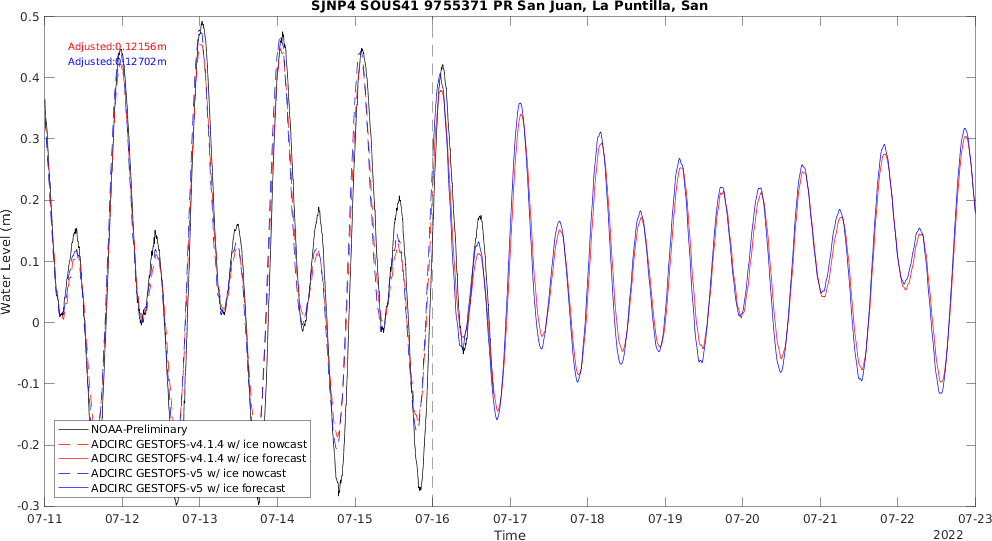 SJNP4 SOUS41 9755371 PR San Juan, La Puntilla, San
Adjusted:0.12156m
Adjusted:0.12702m
0.5
0.4
0.3
0.2
0.1
0
-0.1
-0.2
-0.3
Water Level (m)
NOAA-Preliminary
ADCIRC GESTOFS-v4.1.4 w/ ice nowcast
ADCIRC GESTOFS-v4.1.4 w/ ice forecast
ADCIRC GESTOFS-v5 w/ ice nowcast
ADCIRC GESTOFS-v5 w/ ice forecast
07-11 07-12 07-13 07-14 07-15 07-16 07-17 07-18 07-19 07-20 07-21 07-22 07-23
Time
2022